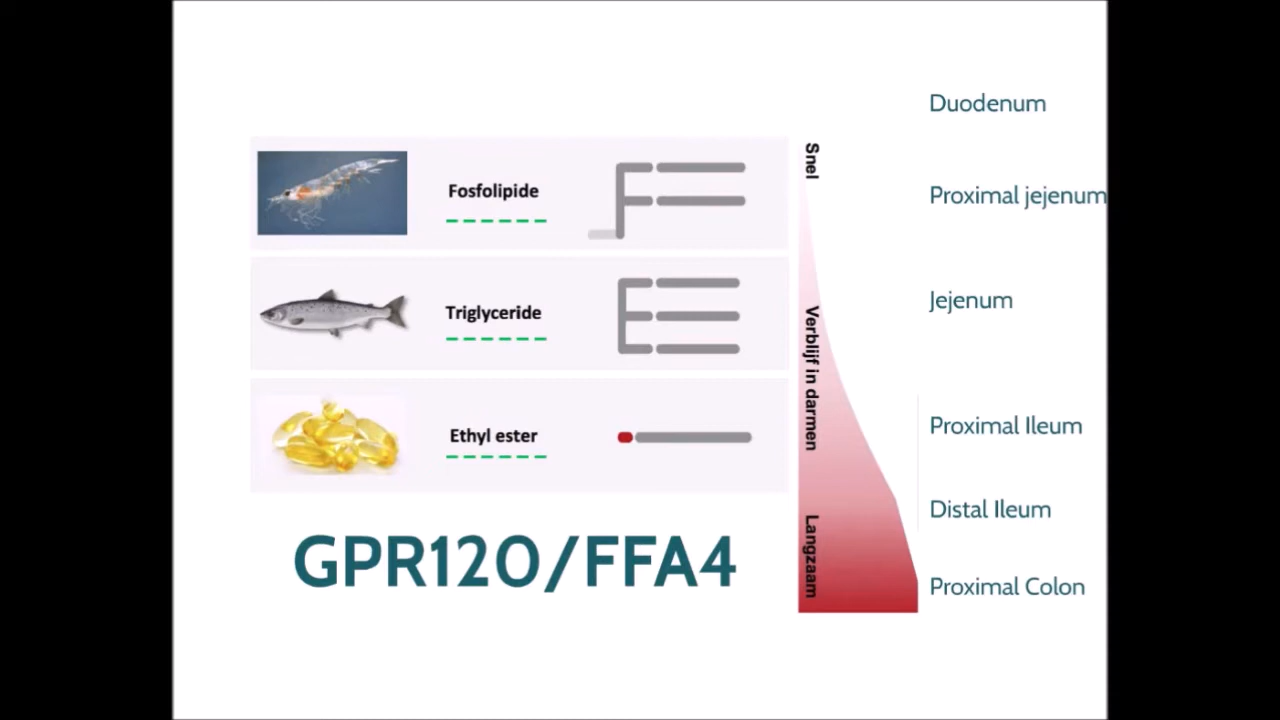 Fosfolipide
Triglyceride
Ethyl ester
GPR120/FFA4
Snel
Verblijf in darmen
Langzaam
Duodenum
Proximal jejenum
Jejenum
Proximal Ileum
Distal Ileum
Proximal Colon